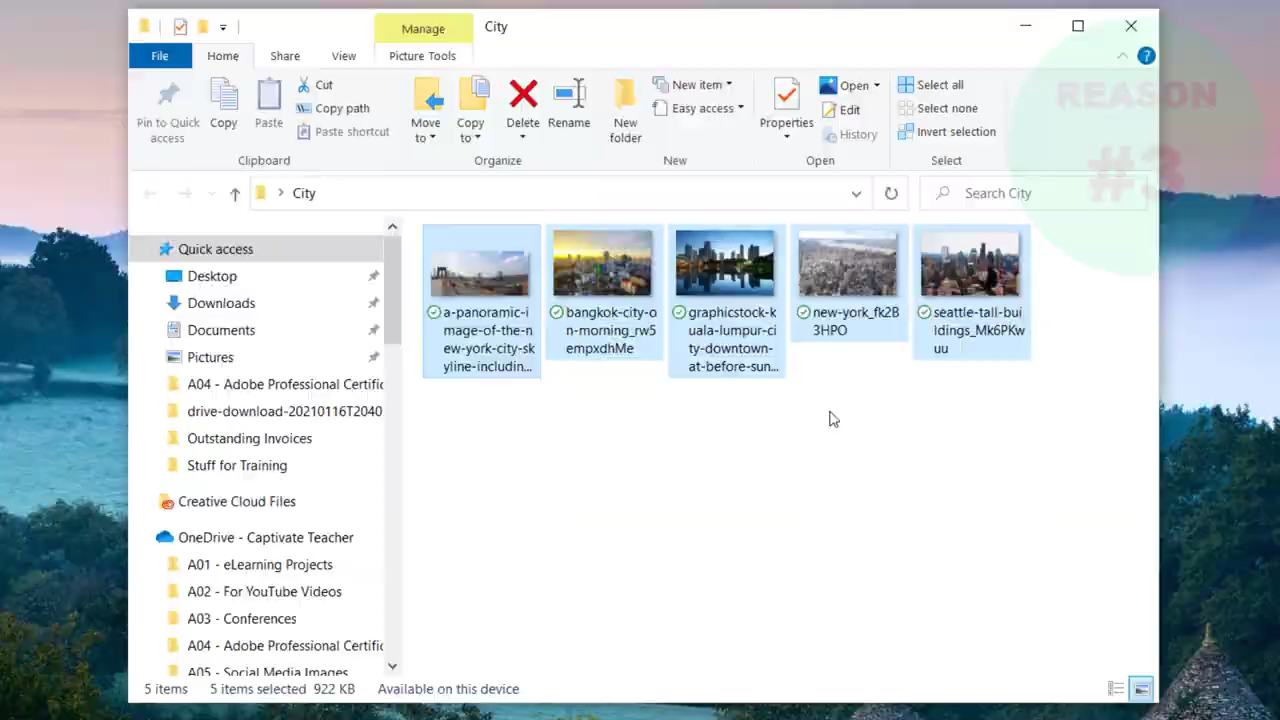 Manage
City
File
Home
Share
View
Picture Tools
REASON
#3
Pin to Quick
access
Copy
Paste
Cut
Copy path
Paste shortcut
Move
to
Copy
to
Delete
Rename
New
folder
New item
Easy access
Properties
Open
Edit
History
Select all
Select none
Invert selection
Clipboard
Organize
New
Open
Select
City
Search City
Quick access
Desktop
Downloads
Documents
Pictures
A04 - Adobe Professional Certific
drive-download-20210116T2040
Outstanding Invoices
Stuff for Training
Creative Cloud Files
OneDrive - Captivate Teacher
A01 - eLearning Projects
A02 - For YouTube Videos
A03 - Conferences
A04 - Adobe Professional Certific
A05 - Social Media Images
a-panoramic-i
mage-of-the-n
ew-york-city-sk
yline-includin...
bangkok-city-o
n-morning_rw5
empxdhMe
graphicstock-k
uala-lumpur-ci
ty-downtown-
at-before-sun...
new-york_fk2B
3HPO
seattle-tall-bui
ldings_Mk6PKw
uu
5 items
5 items selected 922 KB
Available on this device